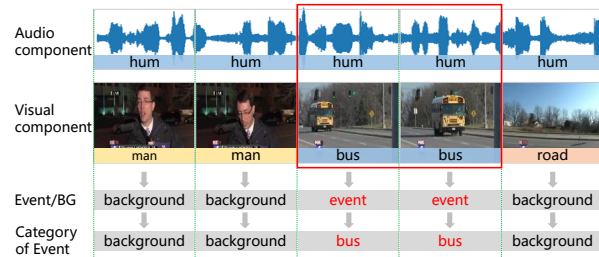 Audio
component
hum hum hum hum hum
Visual
component
man man bus bus road
Event/BG background background event event background
Category
of Event background background bus bus background